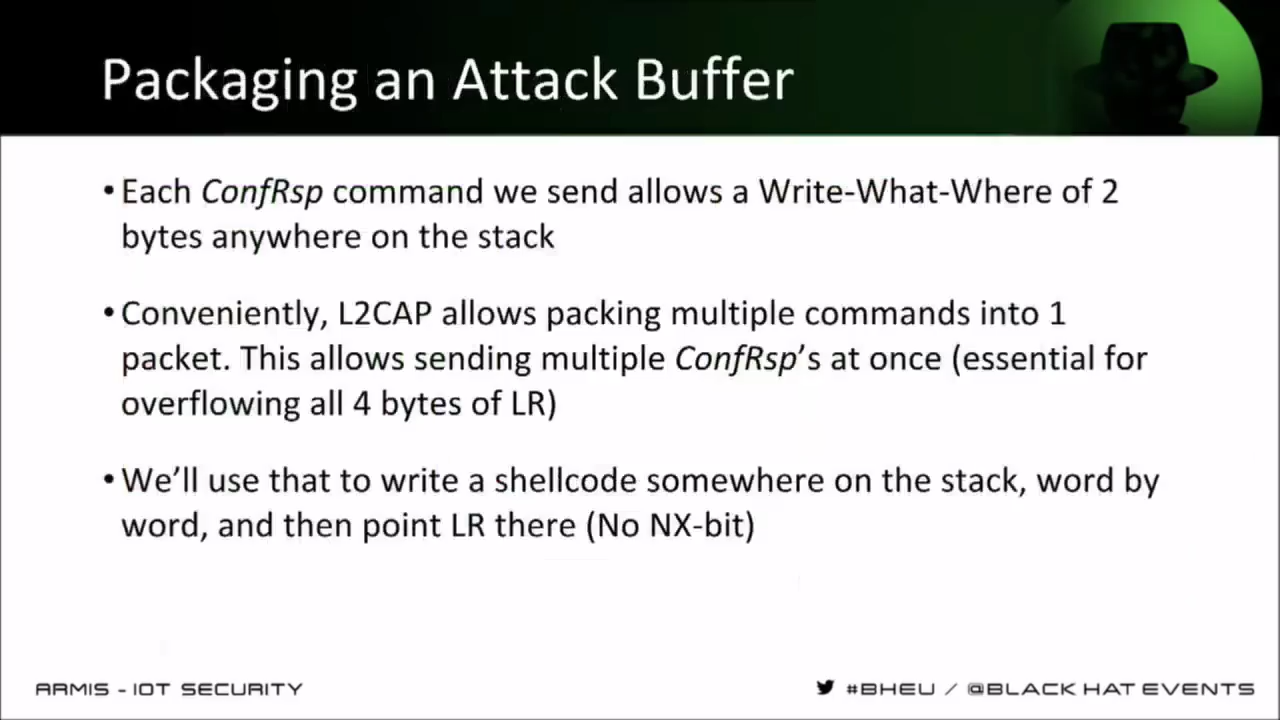 Packaging an Attack Buffer
•Each ConfRsp command we send allows a Write-What-Where of 2
bytes anywhere on the stack
•Conveniently, L2CAP allows packing multiple commands into 1
packet. This allows sending multiple ConfRsp’s at once (essential for
overflowing all 4 bytes of LR)
•We’ll use that to write a shellcode somewhere on the stack, word by
word, and then point LR there (No NX-bit)
ARMIS - IOT SECURITY
#BHEU / @BLACK HAT EVENTS